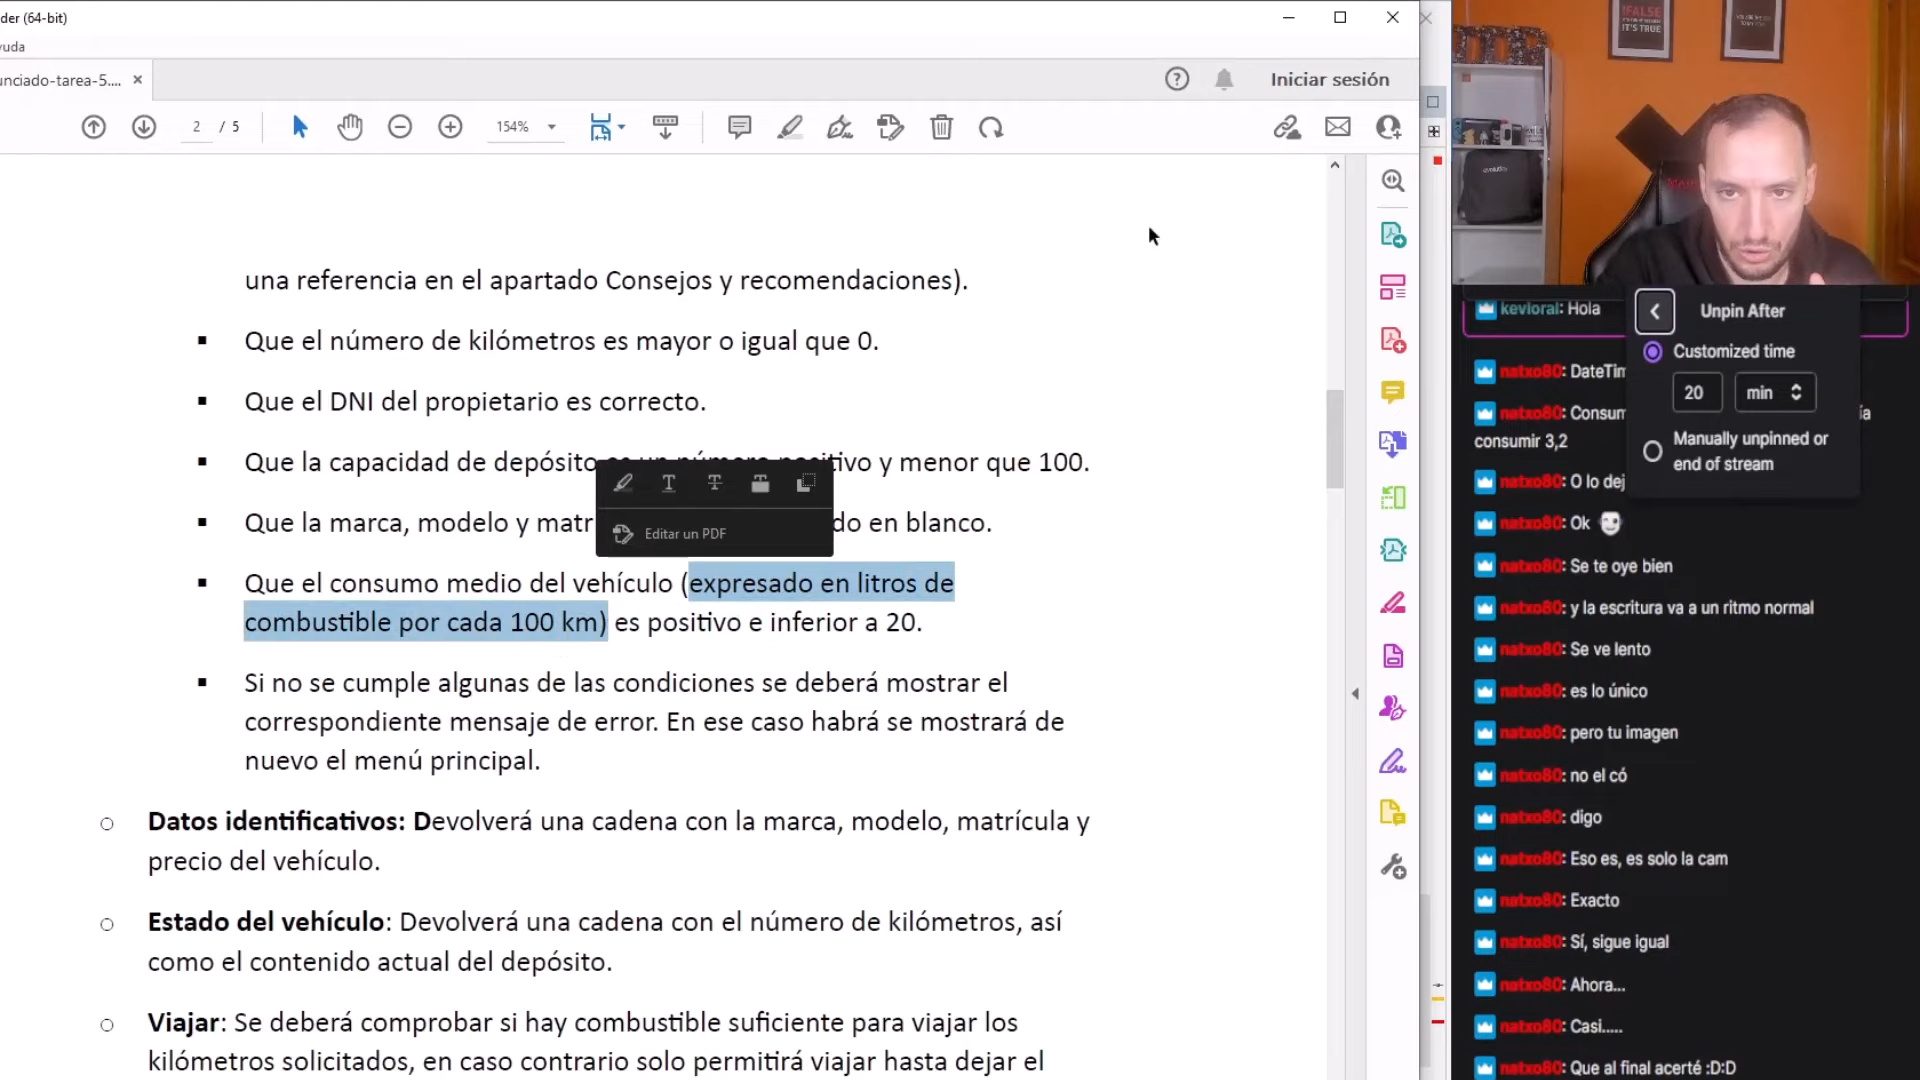 der (64-bit)
yuda
unciado-tarea-5....
Iniciar sesión
2 / 5
154%
una referencia en el apartado Consejos y recomendaciones).
▪ Que el número de kilómetros es mayor o igual que 0.
▪ Que el DNI del propietario es correcto.
▪ Que la capacidad de depósito es un número positivo y menor que 100.
▪ Que la marca, modelo y matr do en blanco.
Editar un PDF
▪ Que el consumo medio del vehículo (expresado en litros de
combustible por cada 100 km) es positivo e inferior a 20.
▪ Si no se cumple algunas de las condiciones se deberá mostrar el
correspondiente mensaje de error. En ese caso habrá se mostrará de
nuevo el menú principal.
○ Datos identificativos: Devolverá una cadena con la marca, modelo, matrícula y
precio del vehículo.
○ Estado del vehículo: Devolverá una cadena con el número de kilómetros, así
como el contenido actual del depósito.
○ Viajar: Se deberá comprobar si hay combustible suficiente para viajar los
kilómetros solicitados, en caso contrario solo permitirá viajar hasta dejar el
!FALSE
IT'S TRUE
kevloral: Hola
Unpin After
Customized time
20 min
Manually unpinned or
end of stream
natxo80: DateTim
natxo80: Consum ía
consumir 3,2
natxo80: O lo dej
natxo80: Ok
natxo80: Se te oye bien
natxo80: y la escritura va a un ritmo normal
natxo80: Se ve lento
natxo80: es lo único
natxo80: pero tu imagen
natxo80: no el có
natxo80: digo
natxo80: Eso es, es solo la cam
natxo80: Exacto
natxo80: Sí, sigue igual
natxo80: Ahora...
natxo80: Casi.....
natxo80: Que al final acerté :D:D